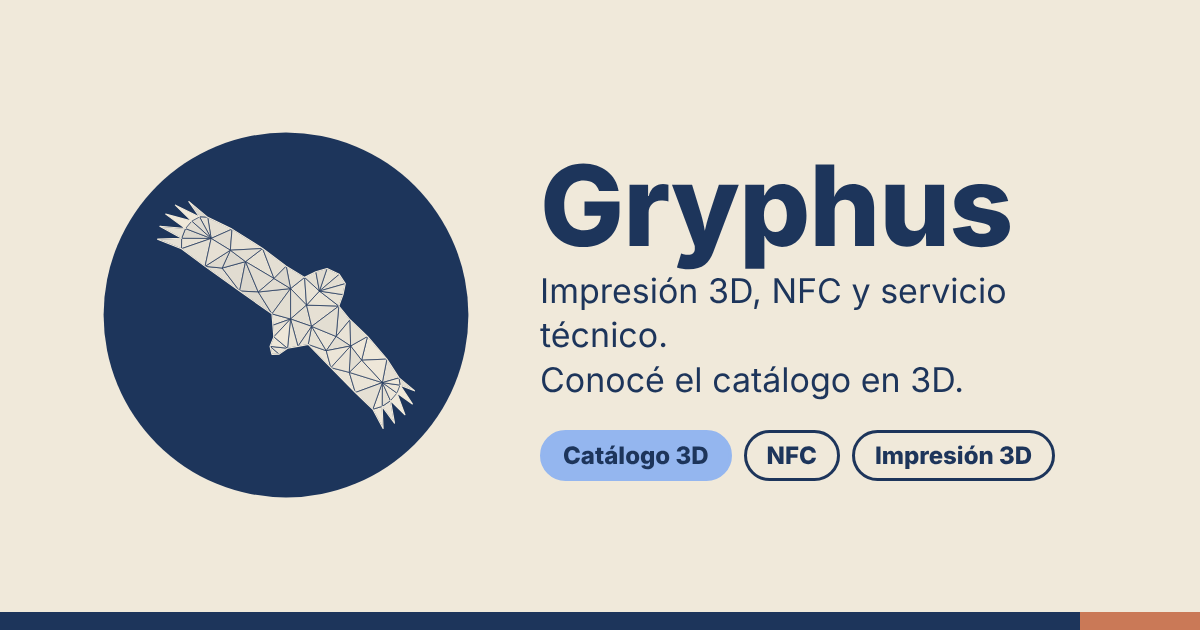 Gryphus
Impresión 3D, NFC y servicio
técnico.
Conocé el catálogo en 3D.
Catálogo 3D
NFC
Impresión 3D